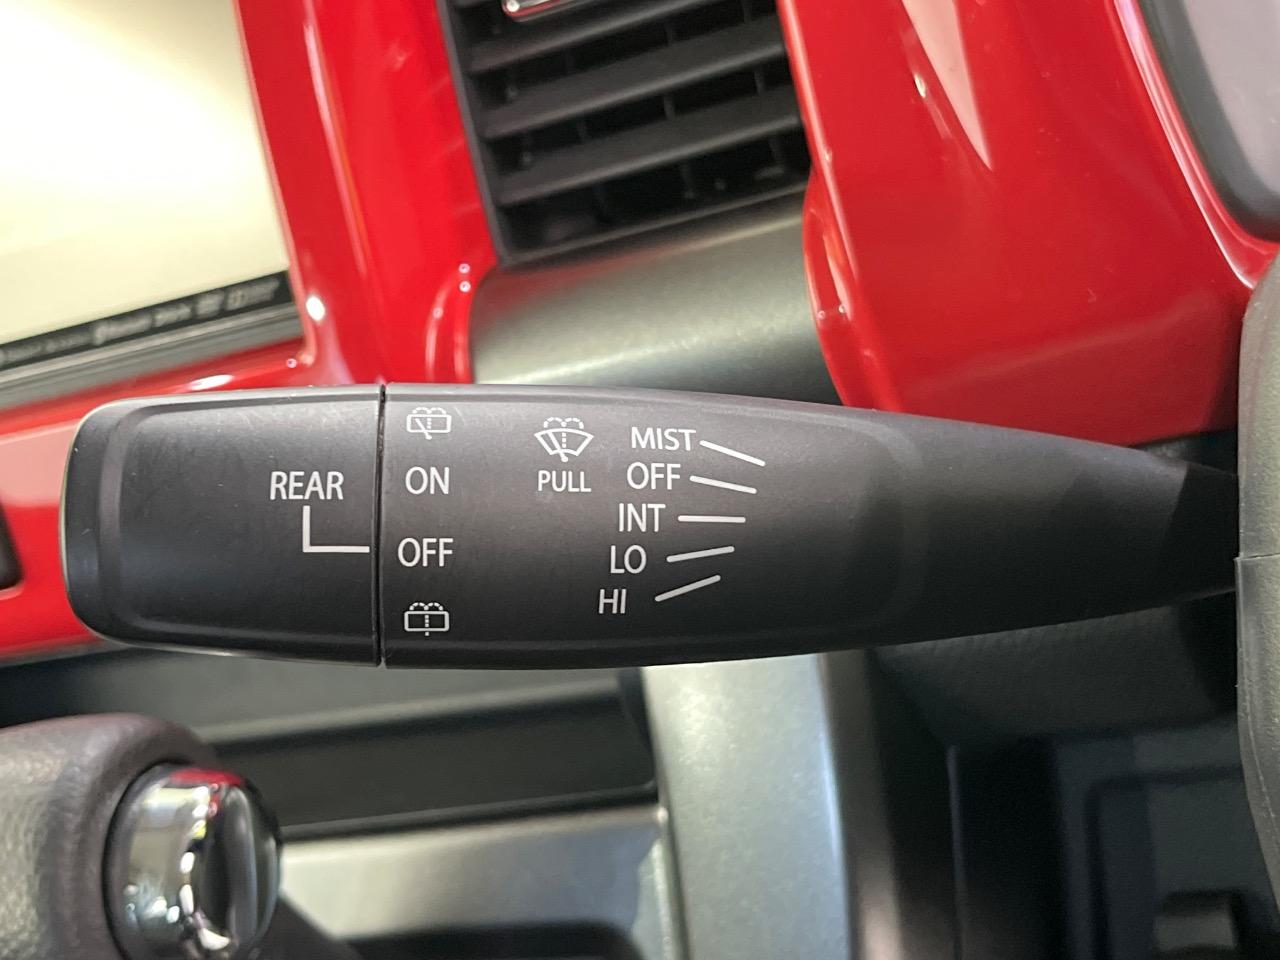 REAR
ON
OFF
PULL
MIST
OFF
INT
LO
HI